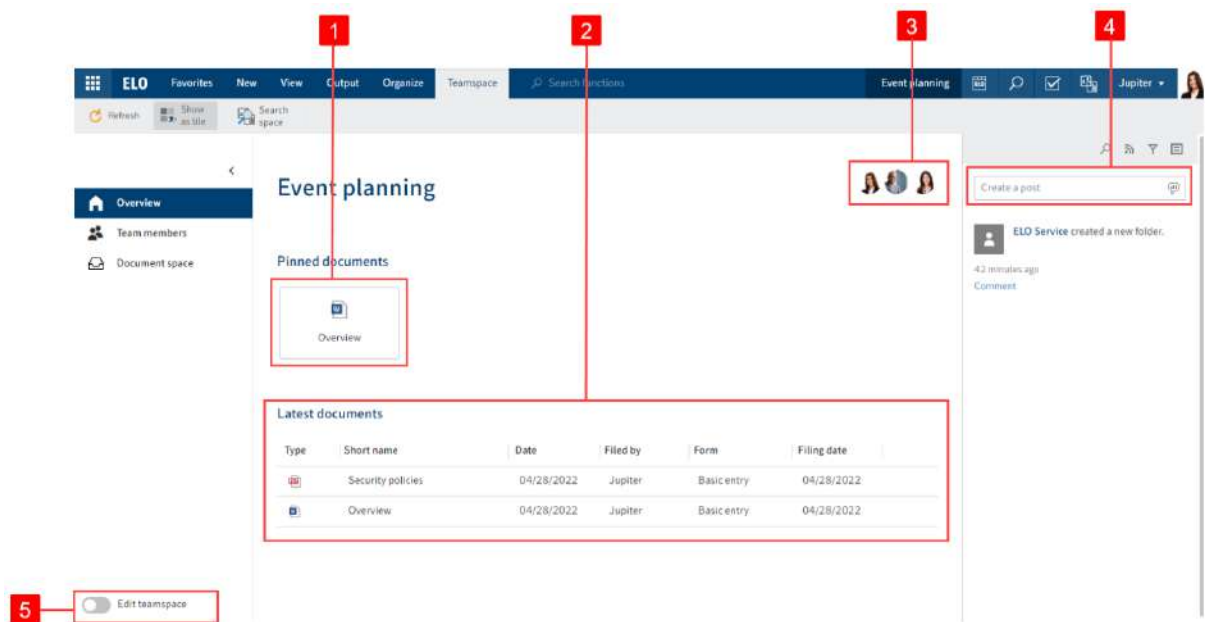 1
2
3
4
ELO Favorites New View Output Organize Teamspace Search functions Event planning Jupiter
Refresh
Show as tile
Search space
Overview
Team members
Document space
Event planning
Pinned documents
Overview
Latest documents
Type Short name Date Filed by Form Filing date
Security policies 04/28/2022 Jupiter Basic entry 04/28/2022
Overview 04/28/2022 Jupiter Basic entry 04/28/2022
Create a post
ELO Service created a new folder.
42 minutes ago
Comment
5
Edit teamspace